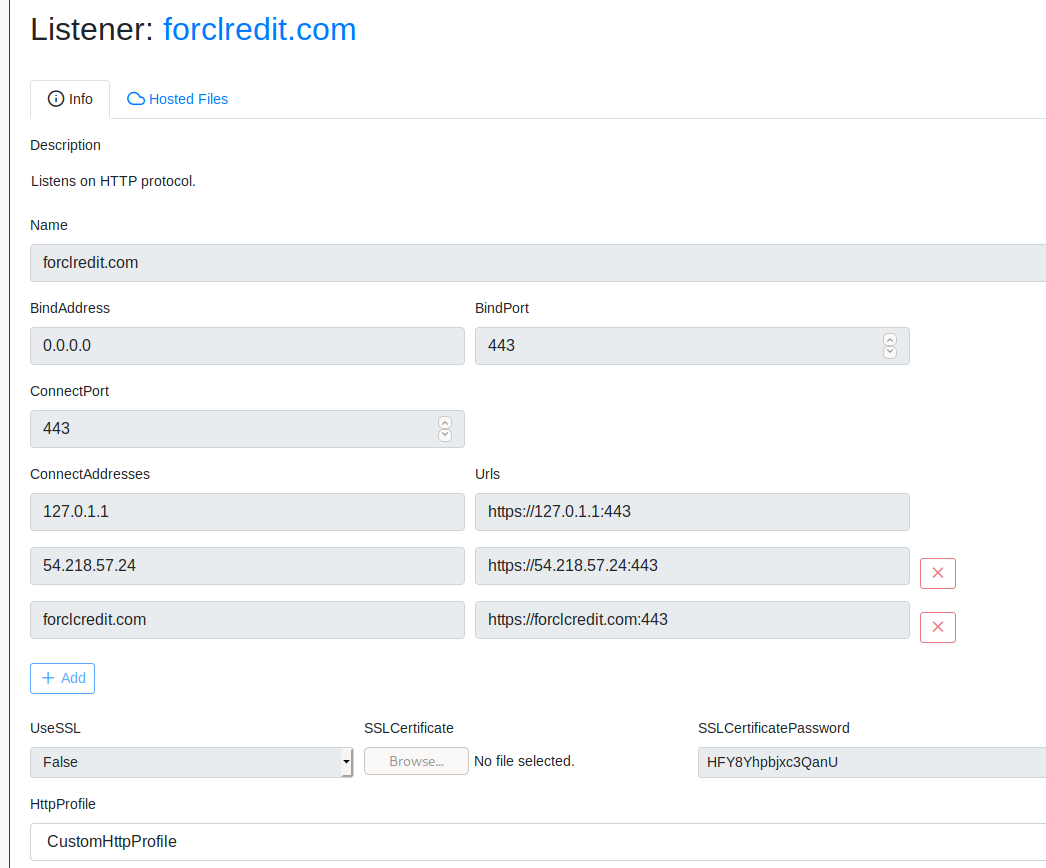 Listener: forclredit.com
Info Hosted Files
Description
Listens on HTTP protocol.
Name
forclredit.com
BindAddress BindPort
0.0.0.0 443
ConnectPort
443
ConnectAddresses Urls
127.0.1.1 https://127.0.1.1:443
54.218.57.24 https://54.218.57.24:443
forclcredit.com https://forclcredit.com:443
+ Add
UseSSL SSLCertificate SSLCertificatePassword
False Browse... No file selected. HFY8Yhpbjxc3QanU
HttpProfile
CustomHttpProfile